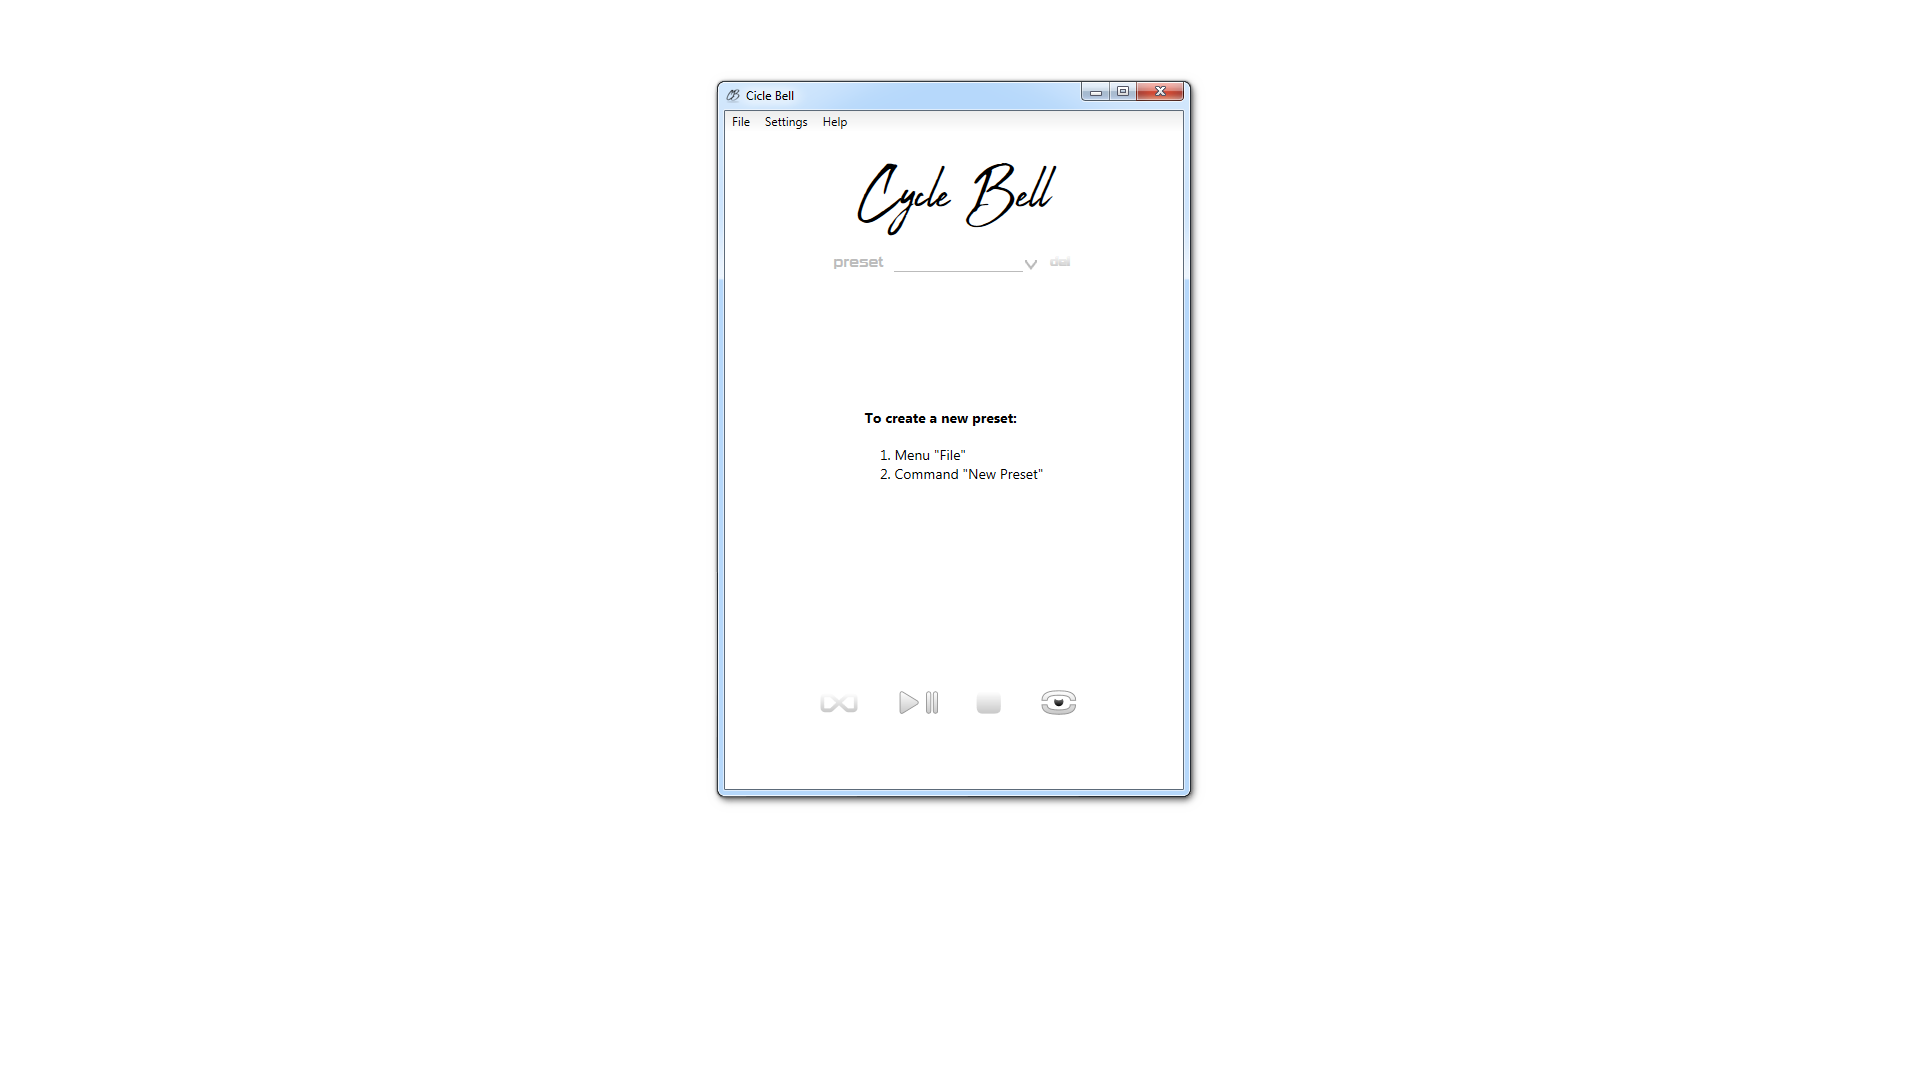 Cicle Bell
File Settings Help
Cycle Bell
preset del
To create a new preset:
1. Menu "File"
2. Command "New Preset"